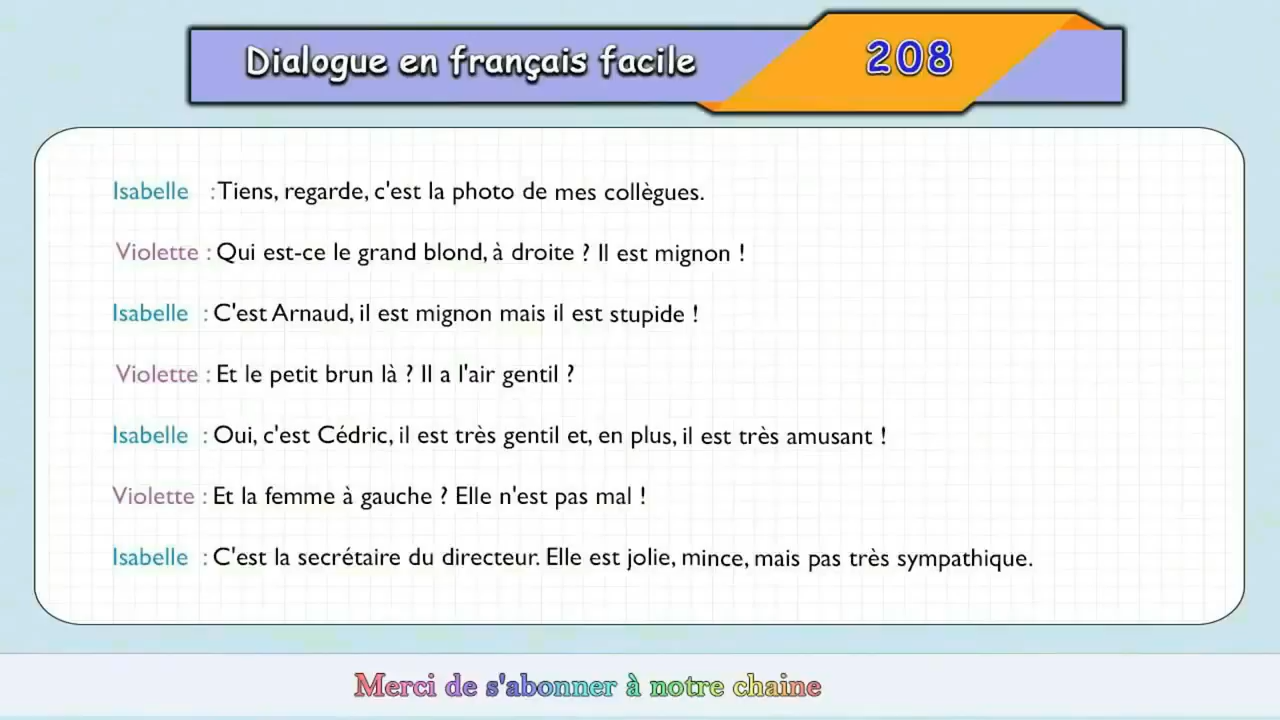 Dialogue en français facile
208
Isabelle : Tiens, regarde, c'est la photo de mes collègues.
Violette : Qui est-ce le grand blond, à droite ? Il est mignon !
Isabelle : C'est Arnaud, il est mignon mais il est stupide !
Violette : Et le petit brun là ? Il a l'air gentil ?
Isabelle : Oui, c'est Cédric, il est très gentil et, en plus, il est très amusant !
Violette : Et la femme à gauche ? Elle n'est pas mal !
Isabelle : C'est la secrétaire du directeur. Elle est jolie, mince, mais pas très sympathique.
Merci de s'abonner à notre chaine